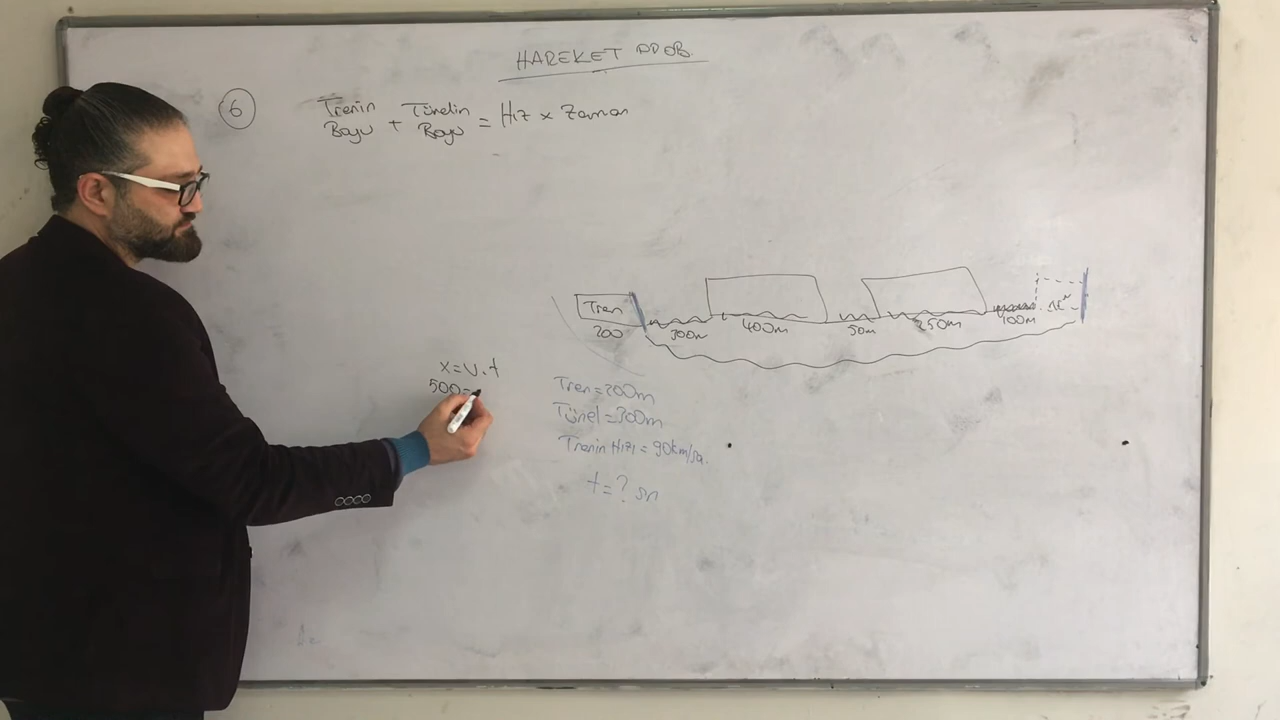 HAREKET PROB.
6
Trenin Boyu + Tünelin Boyu = Hız x Zaman
Tren
200 300m 400m 50m 250m 100m
x=v.t
500=
Tren=200m
Tünel=300m
Trenin Hızı=90km/sa.
t=? sn